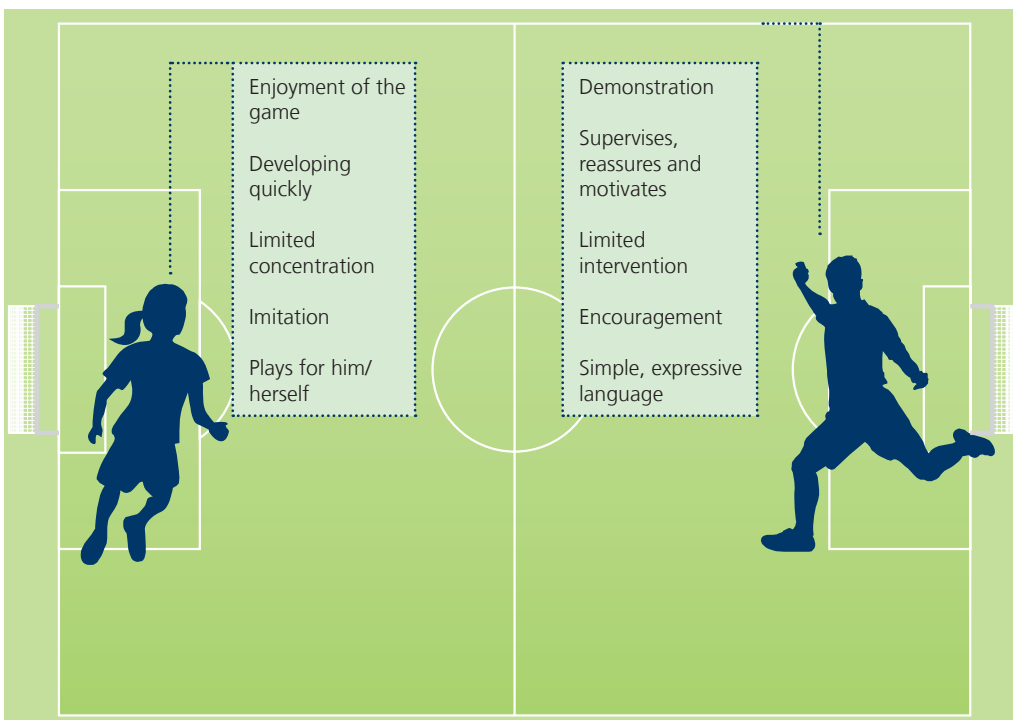 Enjoyment of the
game
Developing
quickly
Limited
concentration
Imitation
Plays for him/
herself
Demonstration
Supervises,
reassures and
motivates
Limited
intervention
Encouragement
Simple, expressive
language